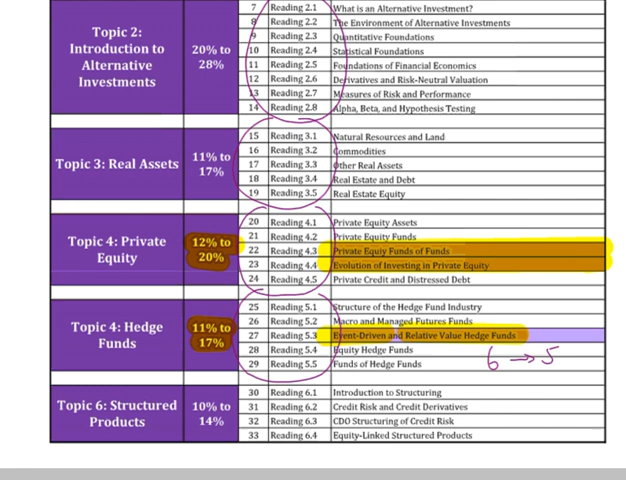 Topic 2:
Introduction to
Alternative
Investments
20% to
28%
7 Reading 2.1 What is an Alternative Investment?
8 Reading 2.2 The Environment of Alternative Investments
9 Reading 2.3 Quantitative Foundations
10 Reading 2.4 Statistical Foundations
11 Reading 2.5 Foundations of Financial Economics
12 Reading 2.6 Derivatives and Risk-Neutral Valuation
13 Reading 2.7 Measures of Risk and Performance
14 Reading 2.8 Alpha, Beta, and Hypothesis Testing
Topic 3: Real Assets
11% to
17%
15 Reading 3.1 Natural Resources and Land
16 Reading 3.2 Commodities
17 Reading 3.3 Other Real Assets
18 Reading 3.4 Real Estate and Debt
19 Reading 3.5 Real Estate Equity
Topic 4: Private
Equity
12% to
20%
20 Reading 4.1 Private Equity Assets
21 Reading 4.2 Private Equity Funds
22 Reading 4.3 Private Equiy Funds of Funds
23 Reading 4.4 Evolution of Investing in Private Equity
24 Reading 4.5 Private Credit and Distressed Debt
Topic 4: Hedge
Funds
11% to
17%
25 Reading 5.1 Structure of the Hedge Fund Industry
26 Reading 5.2 Macro and Managed Futures Funds
27 Reading 5.3 Event-Driven and Relative Value Hedge Funds
28 Reading 5.4 Equity Hedge Funds
29 Reading 5.5 Funds of Hedge Funds
6 → 5
Topic 6: Structured
Products
10% to
14%
30 Reading 6.1 Introduction to Structuring
31 Reading 6.2 Credit Risk and Credit Derivatives
32 Reading 6.3 CDO Structuring of Credit Risk
33 Reading 6.4 Equity-Linked Structured Products